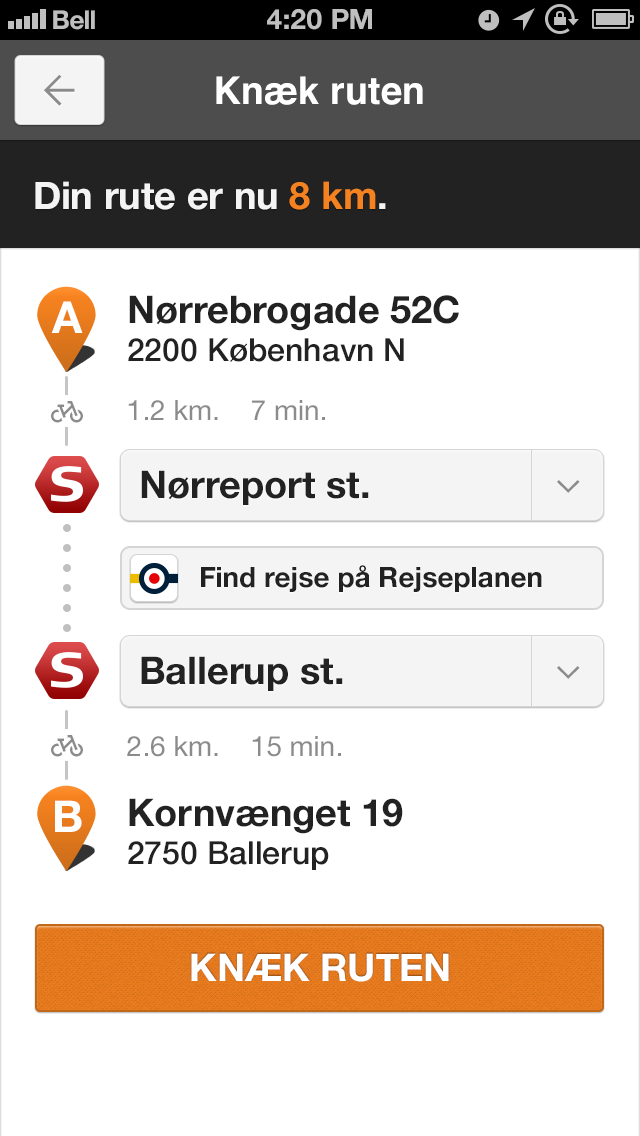 Bell 4:20 PM
Knæk ruten
Din rute er nu 8 km.
A
Nørrebrogade 52C
2200 København N
1.2 km. 7 min.
S Nørreport st.
Find rejse på Rejseplanen
S Ballerup st.
2.6 km. 15 min.
B
Kornvænget 19
2750 Ballerup
KNÆK RUTEN